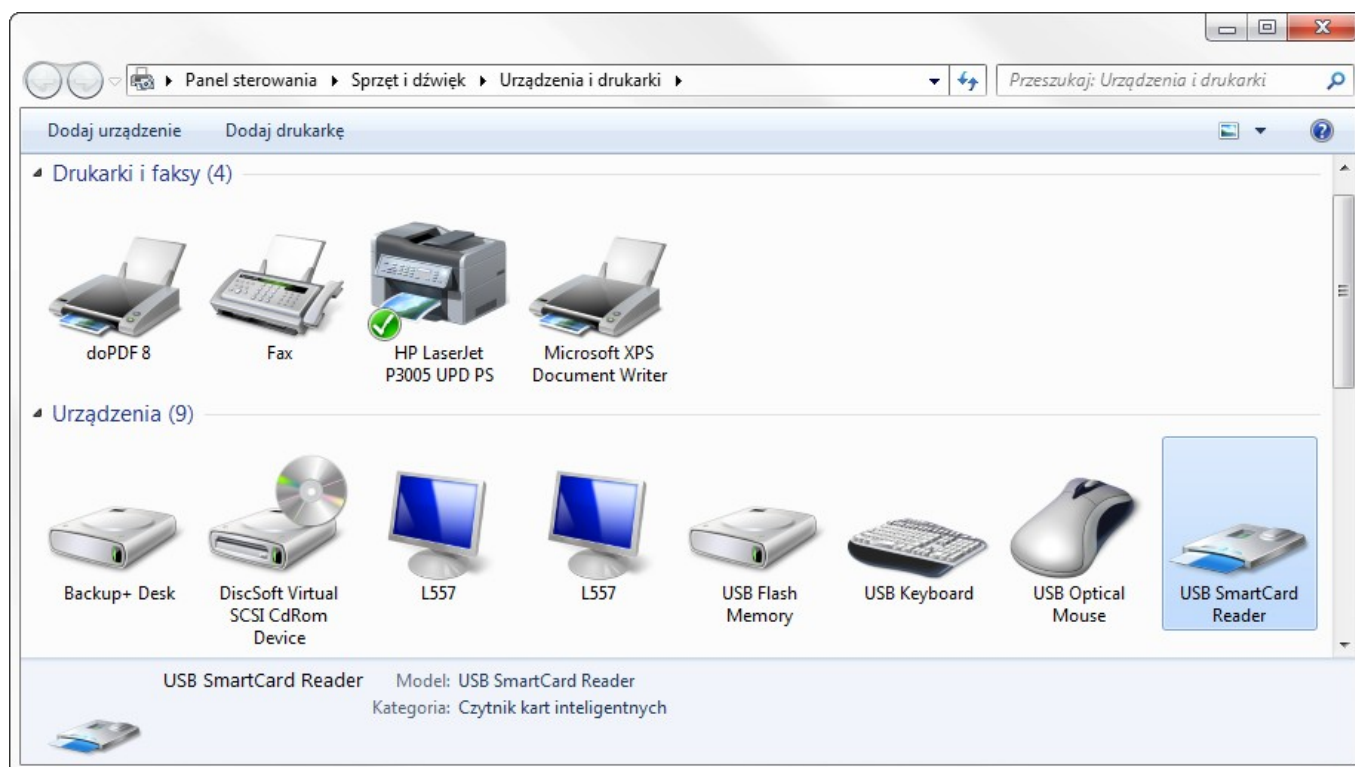 Panel sterowania Sprzęt i dźwięk Urządzenia i drukarki
Przeszukaj: Urządzenia i drukarki
Dodaj urządzenie Dodaj drukarkę
Drukarki i faksy (4)
doPDF 8
Fax
HP LaserJet
P3005 UPD PS
Microsoft XPS
Document Writer
Urządzenia (9)
Backup+ Desk
DiscSoft Virtual
SCSI CdRom
Device
L557
L557
USB Flash
Memory
USB Keyboard
USB Optical
Mouse
USB SmartCard
Reader
USB SmartCard Reader Model: USB SmartCard Reader
Kategoria: Czytnik kart inteligentnych